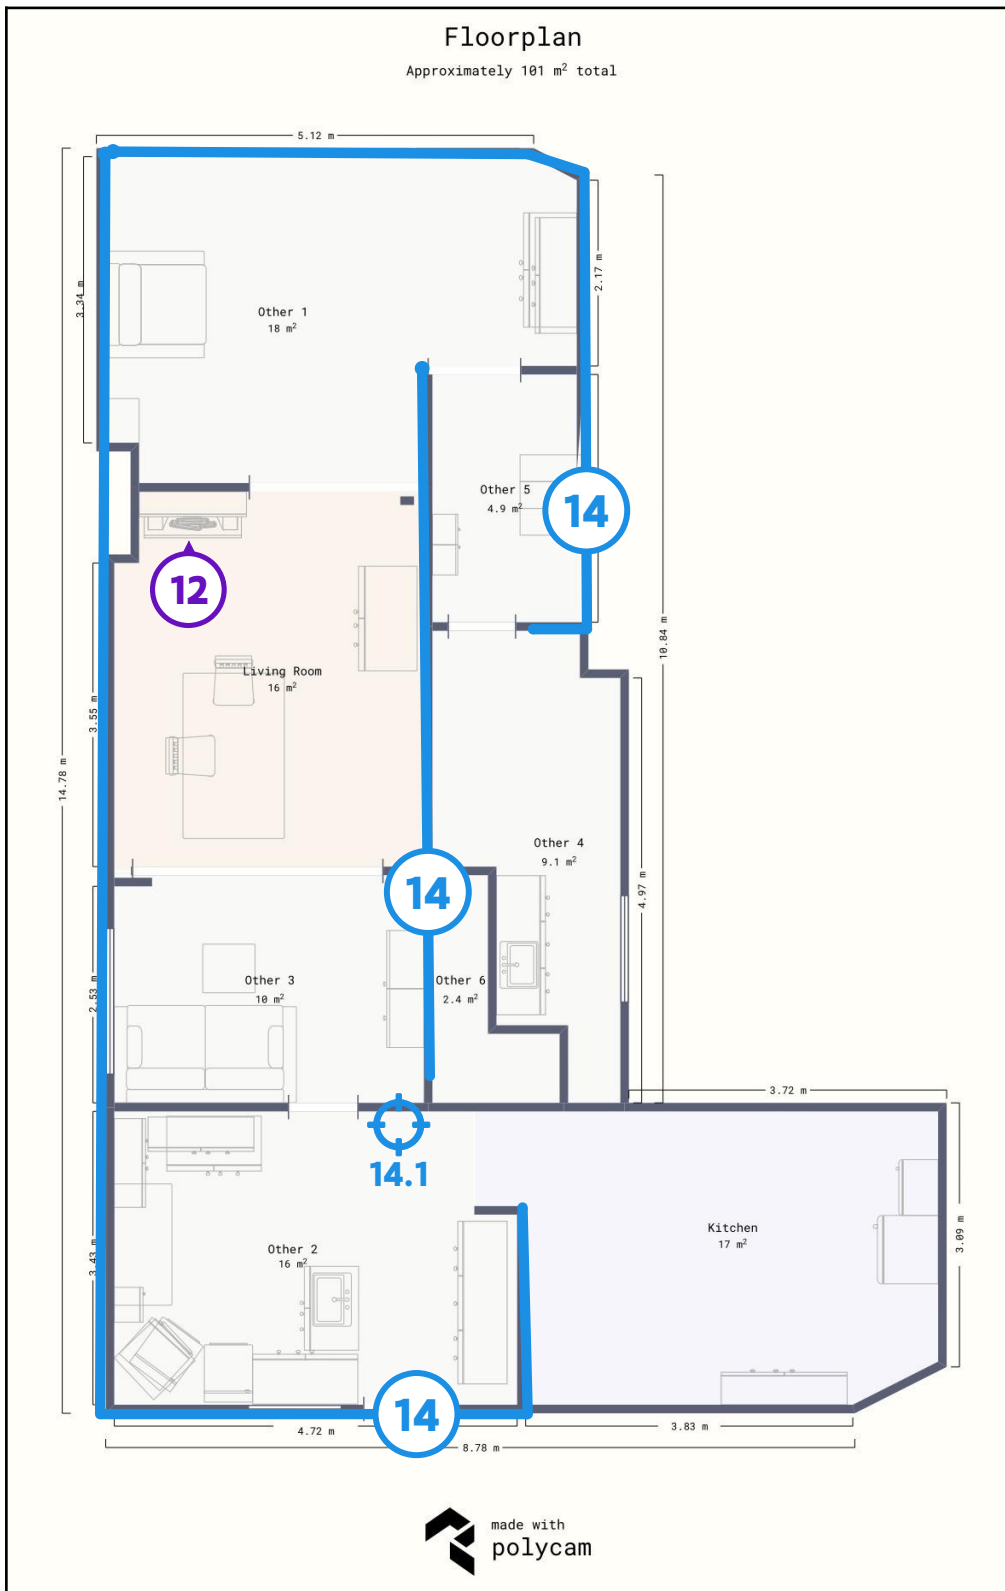 Floorplan
Approximately 101 m² total
5.12 m
3.34 m
2.17 m
Other 1
18 m²
Other 5
4.9 m²
14
12
10.84 m
Living Room
16 m²
3.55 m
14.78 m
Other 4
9.1 m²
4.97 m
14
Other 3
10 m²
Other 6
2.4 m²
2.53 m
3.72 m
14.1
Kitchen
17 m²
3.09 m
Other 2
16 m²
3.43 m
14
4.72 m
3.83 m
8.78 m
made with
polycam